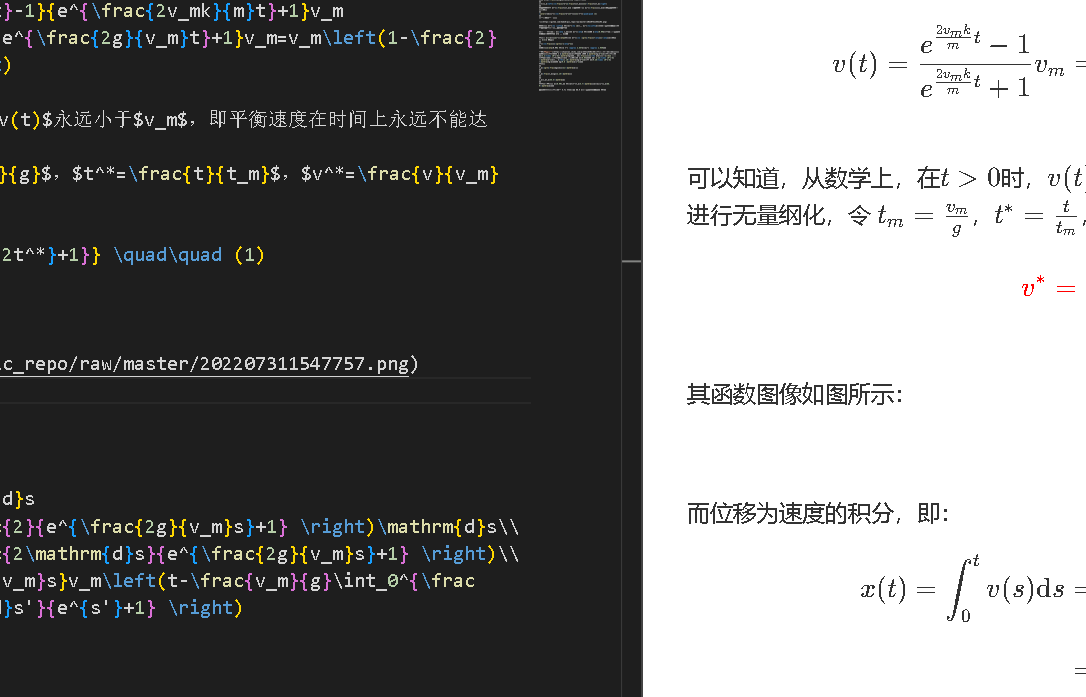 }-1}{e^{\frac{2v_mk}{m}t}+1}v_m
e^{\frac{2g}{v_m}t}+1}v_m=v_m\left(1-\frac{2}
)
v(t)$永远小于$v_m$，即平衡速度在时间上永远不能达
}{g}$，$t^*=\frac{t}{t_m}$，$v^*=\frac{v}{v_m}
2t^*}+1}} \quad\quad (1)
c_repo/raw/master/202207311547757.png)
d}s
{2}{e^{\frac{2g}{v_m}s}+1} \right)\mathrm{d}s\\
{2\mathrm{d}s}{e^{\frac{2g}{v_m}s}+1} \right)\\
v_m}s}v_m\left(t-\frac{v_m}{g}\int_0^{\frac
}s'}{e^{s'}+1} \right)
v(t) = \frac{e^{\frac{2v_mk}{m}t} - 1}{e^{\frac{2v_mk}{m}t} + 1}v_m =
可以知道，从数学上，在t > 0时，v(t
进行无量纲化，令 t_m = \frac{v_m}{g}，t^* = \frac{t}{t_m}，
v^* =
其函数图像如图所示：
而位移为速度的积分，即：
x(t) = \int_0^t v(s)ds =
=